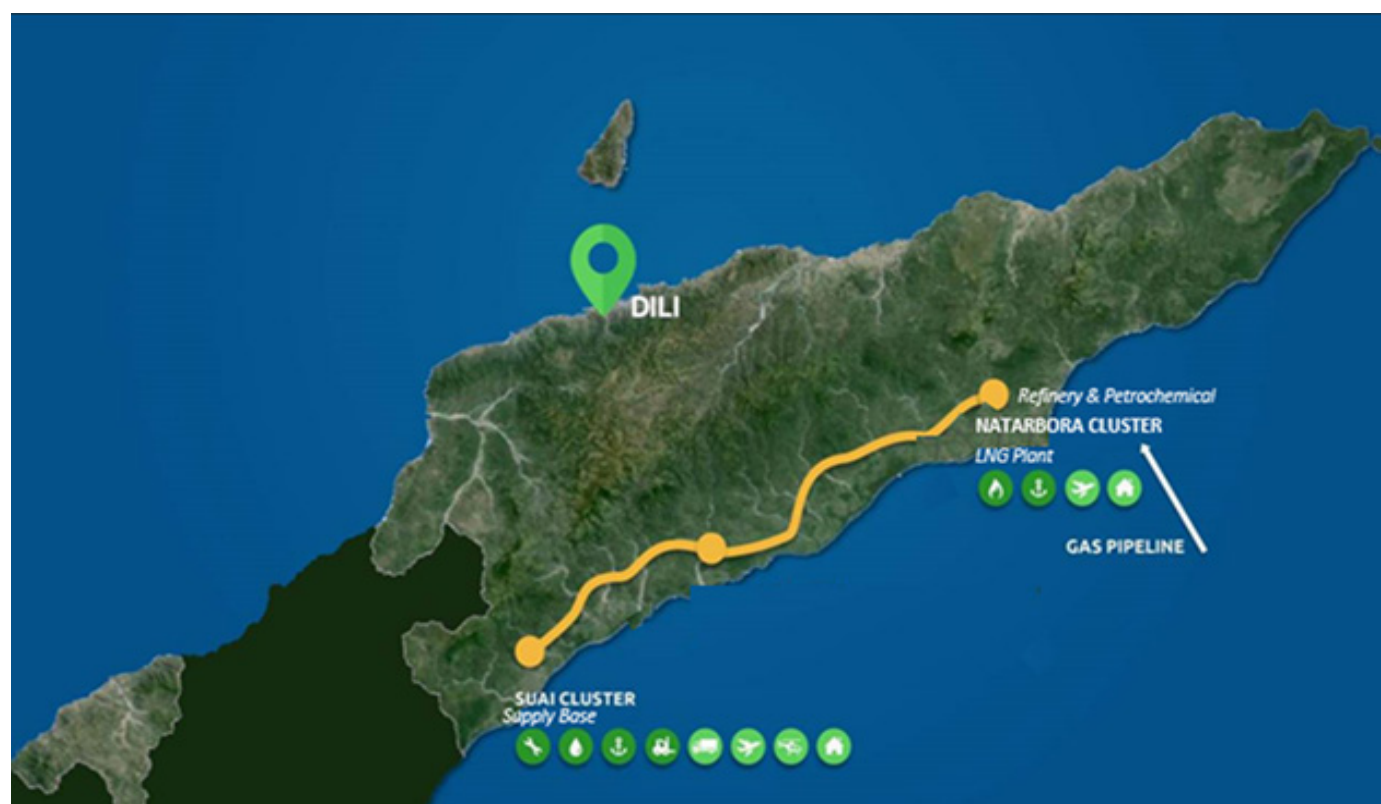 DILI
Refinery & Petrochemical
NATARBORA CLUSTER
LNG Plant
GAS PIPELINE
SUAI CLUSTER
Supply Base